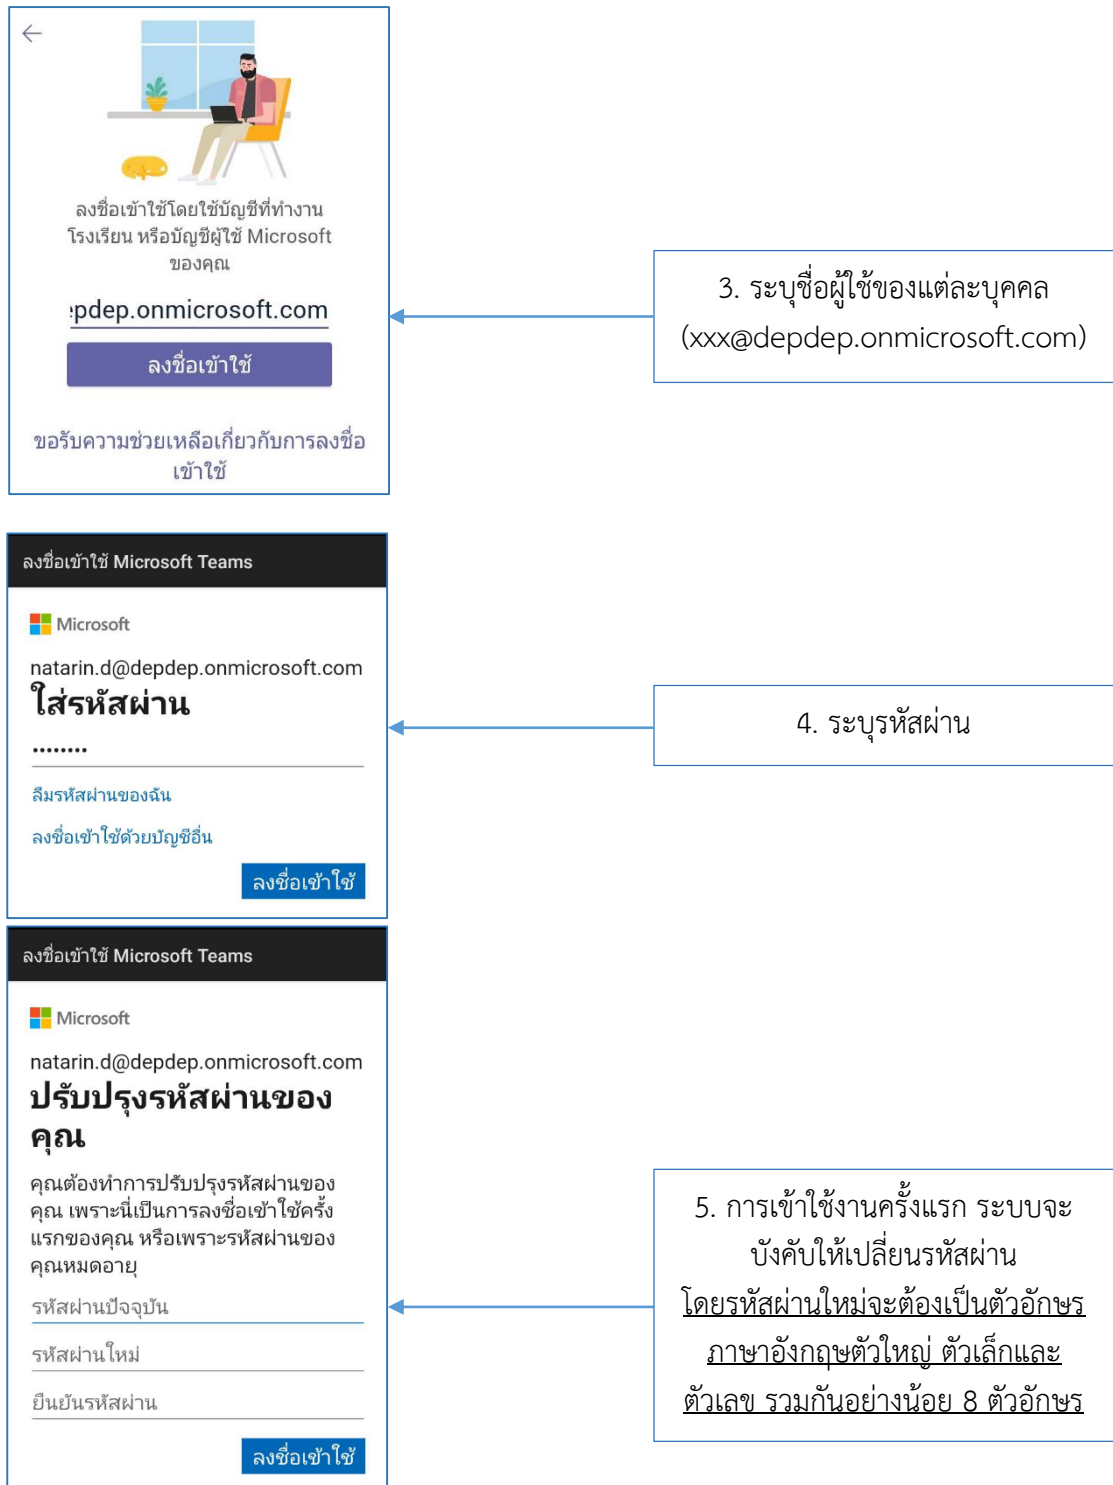 ลงชื่อเข้าใช้โดยใช้บัญชีที่ทำงาน
โรงเรียน หรือบัญชีผู้ใช้ Microsoft
ของคุณ
pdep.onmicrosoft.com
ลงชื่อเข้าใช้
ขอรับความช่วยเหลือเกี่ยวกับการลงชื่อ
เข้าใช้
3. ระบุชื่อผู้ใช้ของแต่ละบุคคล
(xxx@depdep.onmicrosoft.com)
ลงชื่อเข้าใช้ Microsoft Teams
Microsoft
natarin.d@depdep.onmicrosoft.com
ใส่รหัสผ่าน
••••••••
ลืมรหัสผ่านของฉัน
ลงชื่อเข้าใช้ด้วยบัญชีอื่น
ลงชื่อเข้าใช้
4. ระบุรหัสผ่าน
ลงชื่อเข้าใช้ Microsoft Teams
Microsoft
natarin.d@depdep.onmicrosoft.com
ปรับปรุงรหัสผ่านของ
คุณ
คุณต้องทำการปรับปรุงรหัสผ่านของ
คุณ เพราะนี่เป็นการลงชื่อเข้าใช้ครั้ง
แรกของคุณ หรือเพราะรหัสผ่านของ
คุณหมดอายุ
รหัสผ่านปัจจุบัน
รหัสผ่านใหม่
ยืนยันรหัสผ่าน
ลงชื่อเข้าใช้
5. การเข้าใช้งานครั้งแรก ระบบจะ
บังคับให้เปลี่ยนรหัสผ่าน
โดยรหัสผ่านใหม่จะต้องเป็นตัวอักษร
ภาษาอังกฤษตัวใหญ่ ตัวเล็กและ
ตัวเลข รวมกันอย่างน้อย 8 ตัวอักษร